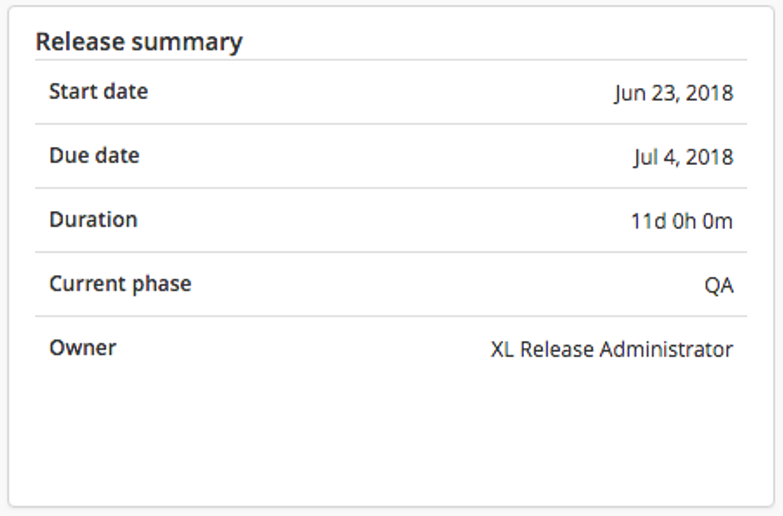 Release summary
Start date Jun 23, 2018
Due date Jul 4, 2018
Duration 11d 0h 0m
Current phase QA
Owner XL Release Administrator